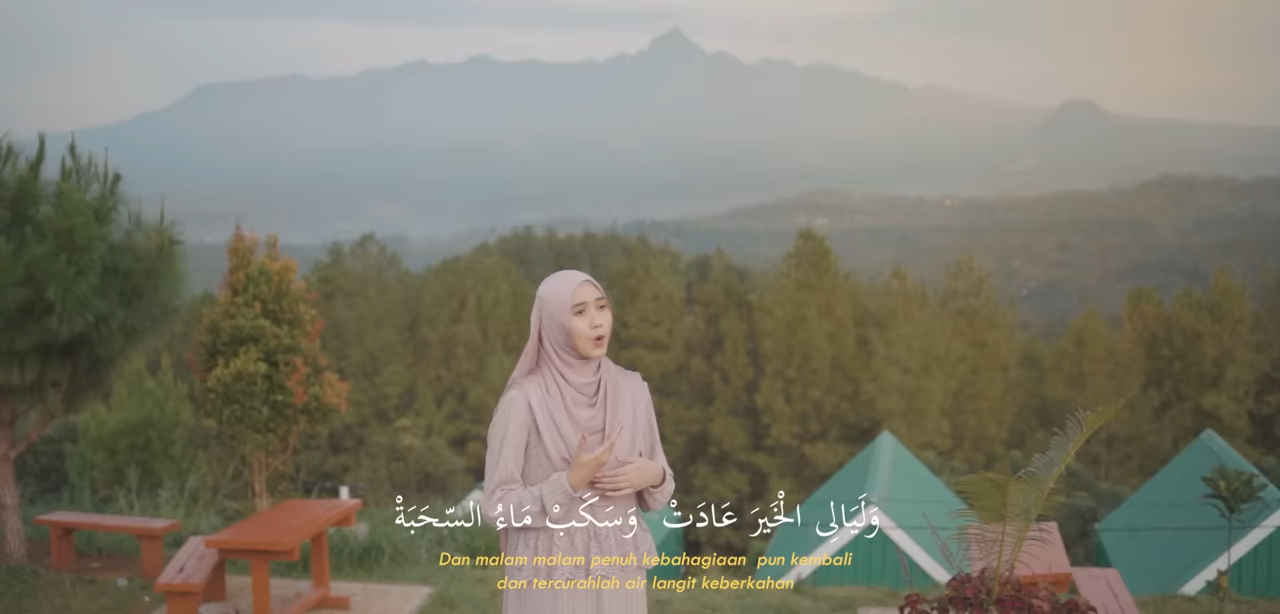 وَلَيَالِى الْخَيرَ عَادَتْ وَسَكَبْ مَاءُ السّحَبَةْ
Dan malam malam penuh kebahagiaan pun kembali
dan tercurahlah air langit keberkahan